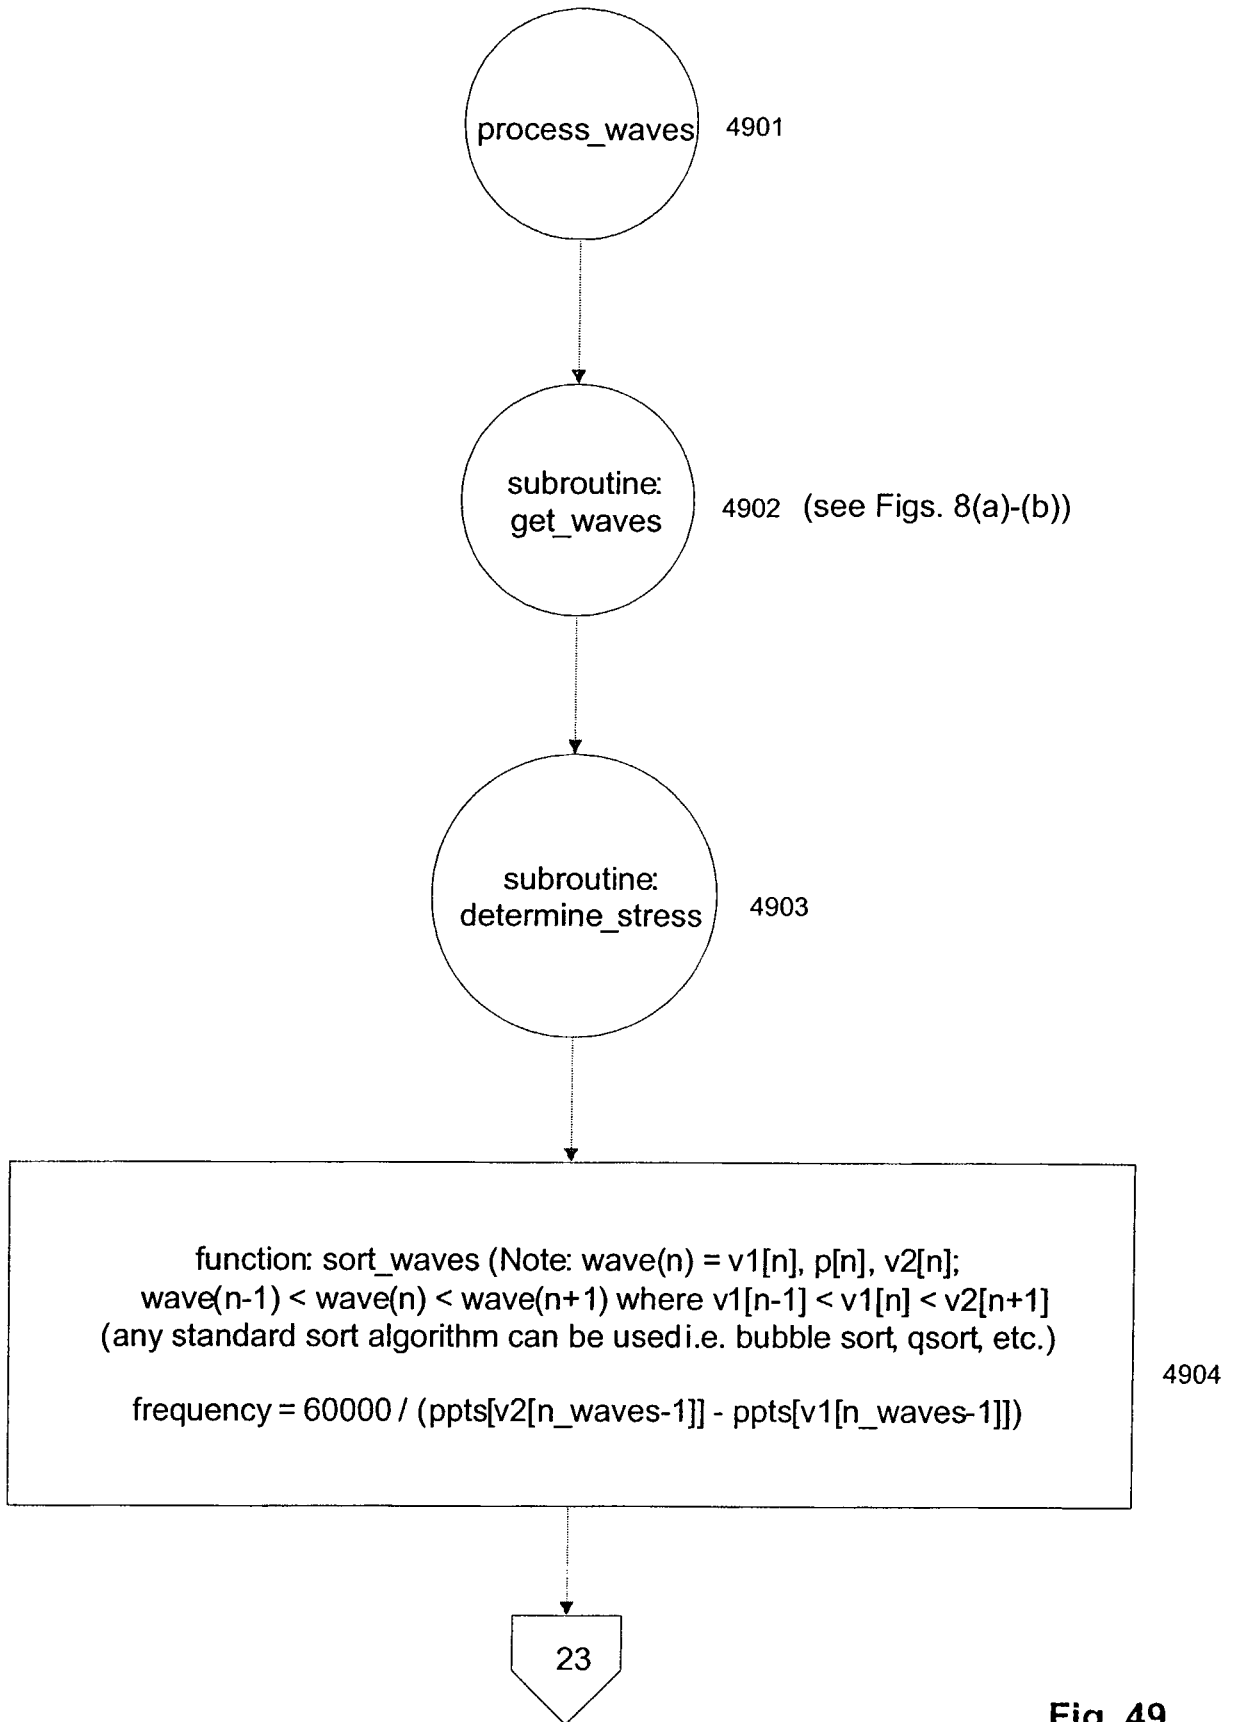 process_waves
4901
subroutine:
get_waves
4902 (see Figs. 8(a)-(b))
subroutine:
determine_stress
4903
function: sort_waves (Note: wave(n) = v1[n], p[n], v2[n];
wave(n-1) < wave(n) < wave(n+1) where v1[n-1] < v1[n] < v2[n+1]
(any standard sort algorithm can be used i.e. bubble sort, qsort, etc.)
frequency = 60000 / (ppts[v2[n_waves-1]] - ppts[v1[n_waves-1]])
4904
23
Fig. 49